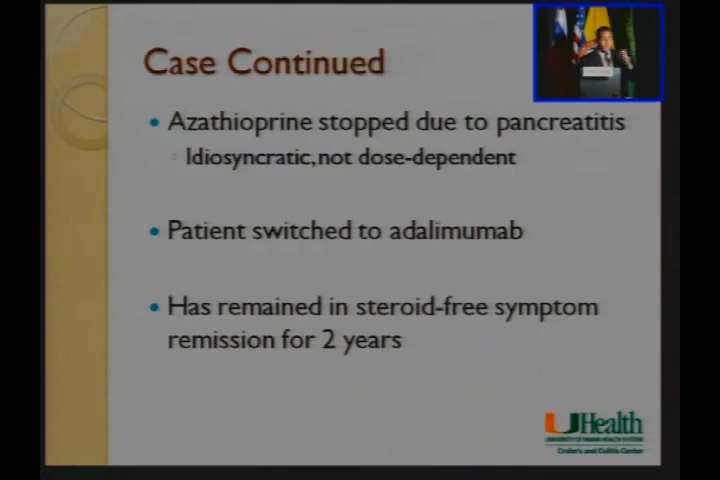 Case Continued
Azathioprine stopped due to pancreatitis
Idiosyncratic, not dose-dependent
Patient switched to adalimumab
Has remained in steroid-free symptom
remission for 2 years
UHealth
UNIVERSITY OF MIAMI HEALTH SYSTEM
Crohn's and Colitis Center